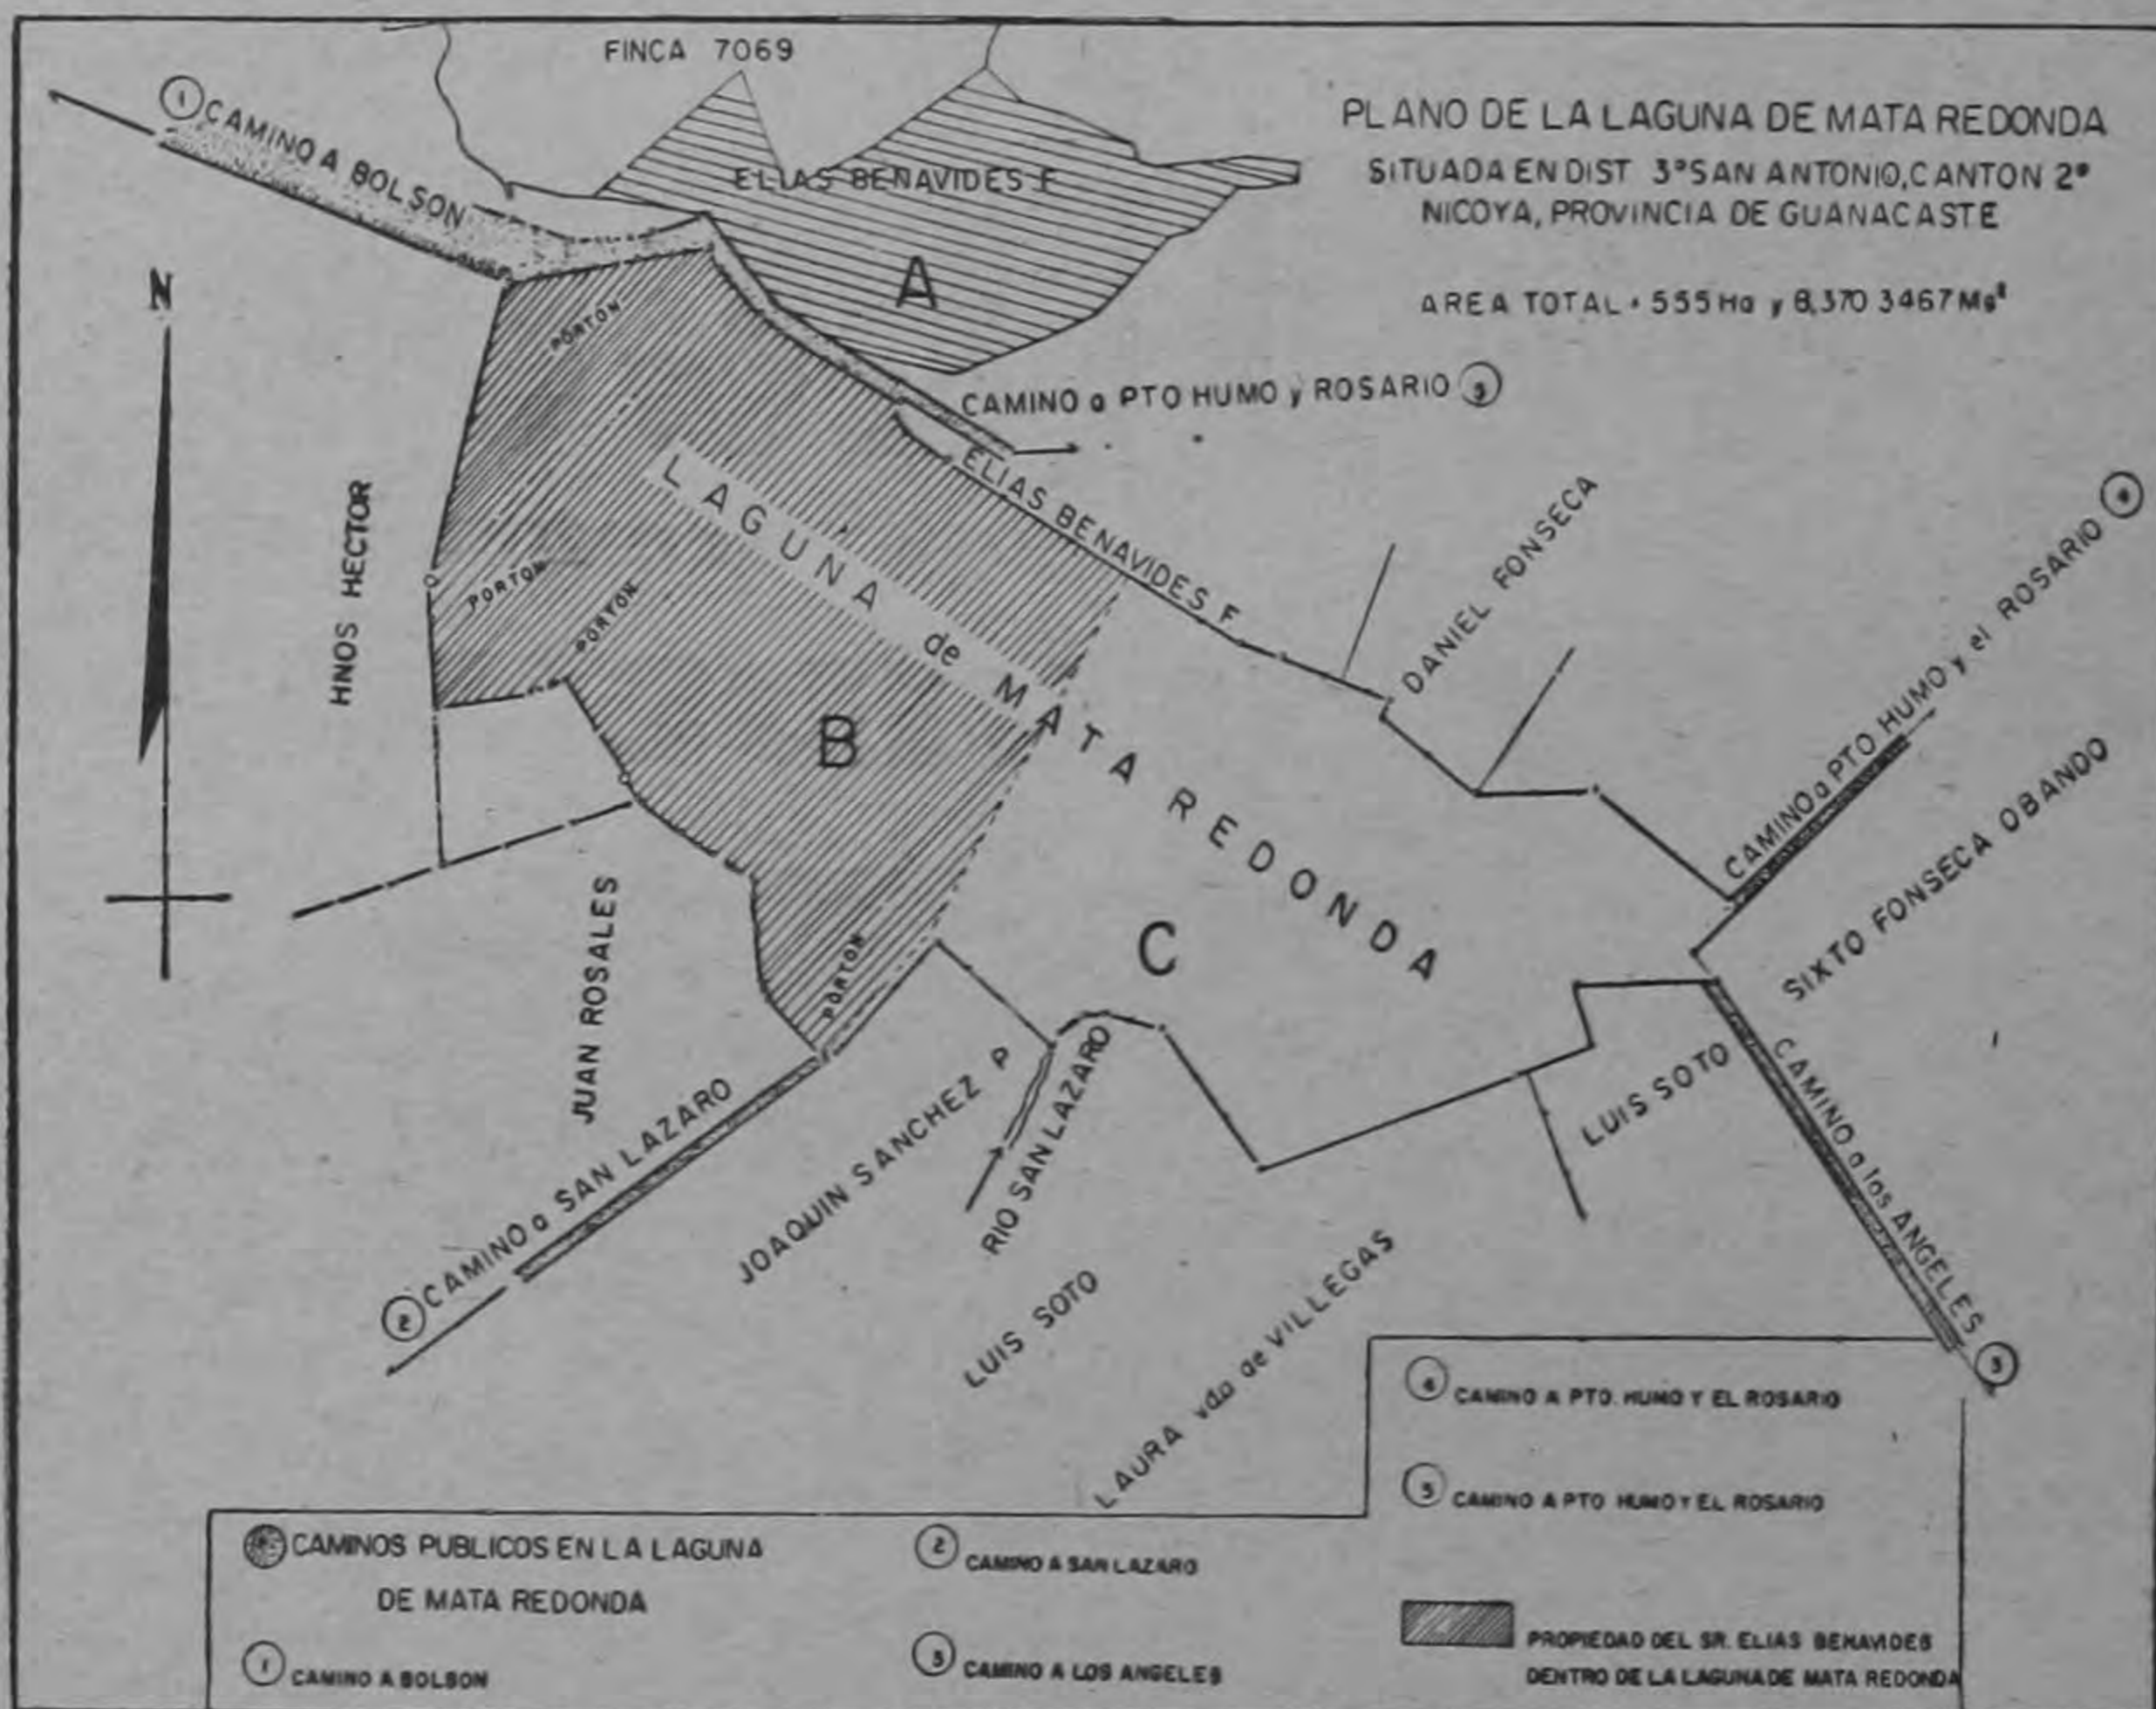 FINCA 7069
① CAMINO A BOLSON
PLANO DE LA LAGUNA DE MATA REDONDA
SITUADA EN DIST 3º SAN ANTONIO, CANTON 2º
NICOYA, PROVINCIA DE GUANACASTE
AREA TOTAL = 555 Ha y 8,370 3467 Ms²
ELIAS BENAVIDES F
A
N
PORTON
CAMINO a PTO HUMO y ROSARIO
ELIAS BENAVIDES F
HNOS HECTOR
LAGUNA de MATA REDONDA
DANIEL FONSECA
CAMINO a PTO HUMO y el ROSARIO ④
PORTON
PORTON
B
SIXTO FONSECA OBANDO
JUAN ROSALES
PORTON
C
JOAQUIN SANCHEZ P
RIO SAN LAZARO
LUIS SOTO
CAMINO a los ANGELES ③
② CAMINO a SAN LAZARO
LUIS SOTO
LAURA vda de VILLEGAS
CAMINOS PUBLICOS EN LA LAGUNA
DE MATA REDONDA
① CAMINO A BOLSON
② CAMINO A SAN LAZARO
③ CAMINO A LOS ANGELES
④ CAMINO A PTO. HUMO Y EL ROSARIO
⑤ CAMINO A PTO HUMO Y EL ROSARIO
PROPIEDAD DEL SR. ELIAS BENAVIDES
DENTRO DE LA LAGUNA DE MATA REDONDA